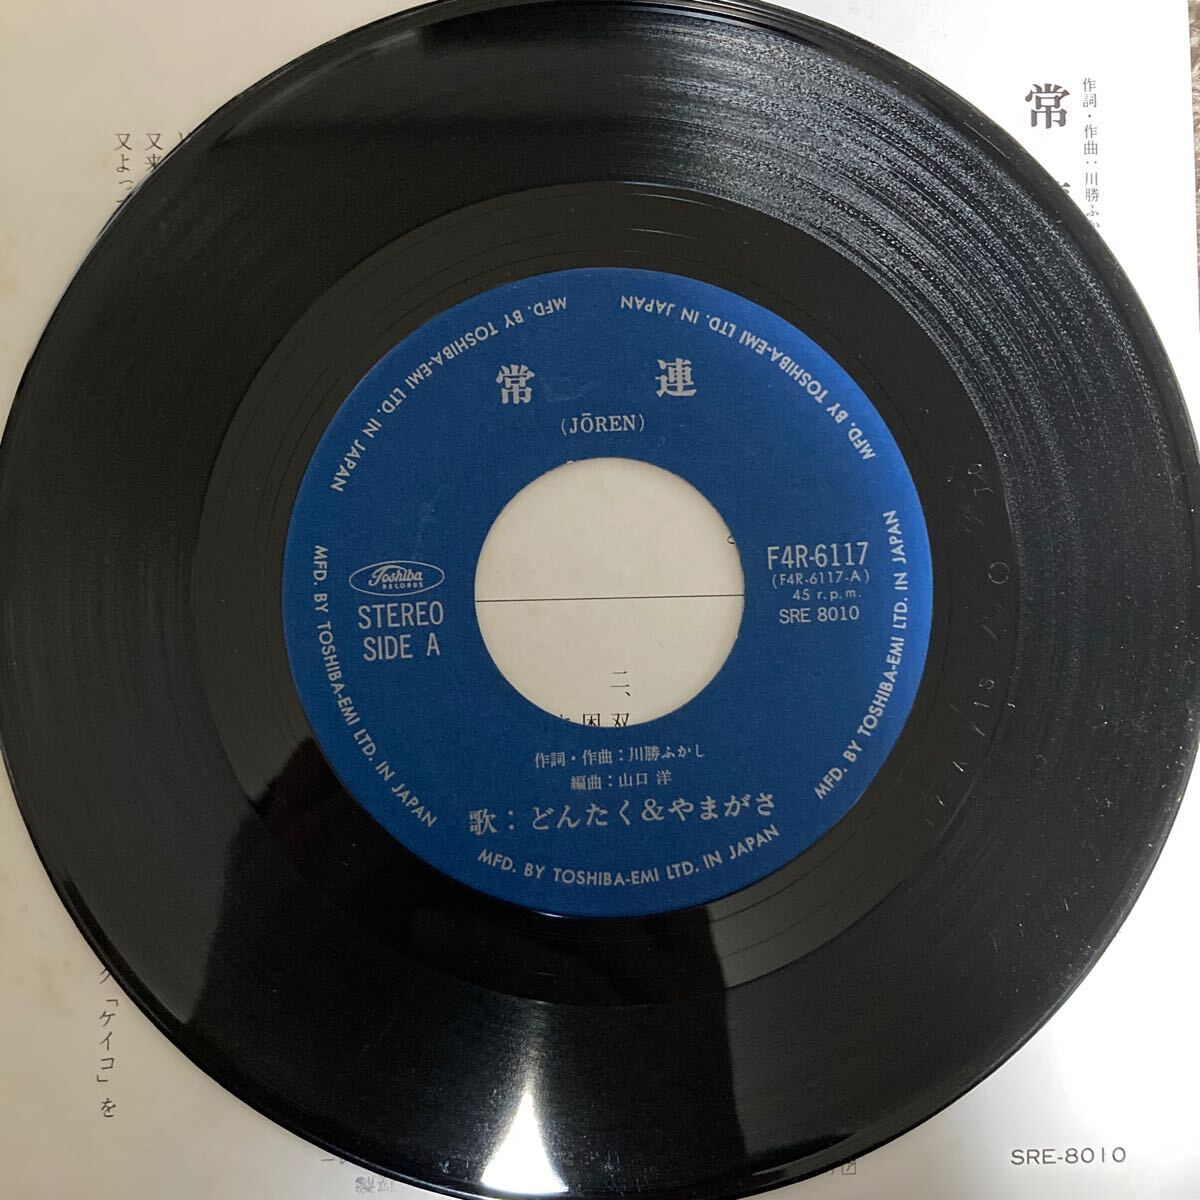 常連
(JŌREN)
Toshiba
RECORDS
STEREO
SIDE A
F4R-6117
(F4R-6117-A)
45 r.p.m.
SRE 8010
作詞・作曲：川勝ふかし
編曲：山口 洋
歌：どんたく＆やまがさ
MFD. BY TOSHIBA-EMI LTD. IN JAPAN
MFD. BY TOSHIBA-EMI LTD. IN JAPAN
MFD. BY TOSHIBA-EMI LTD. IN JAPAN
MFD. BY TOSHIBA-EMI LTD. IN JAPAN
MFD. BY TOSHIBA-EMI LTD. IN JAPAN
作詞・作曲：川勝ふか
常
二、
双
困
又来
又よっ
「ケイコ」を
SRE-8010